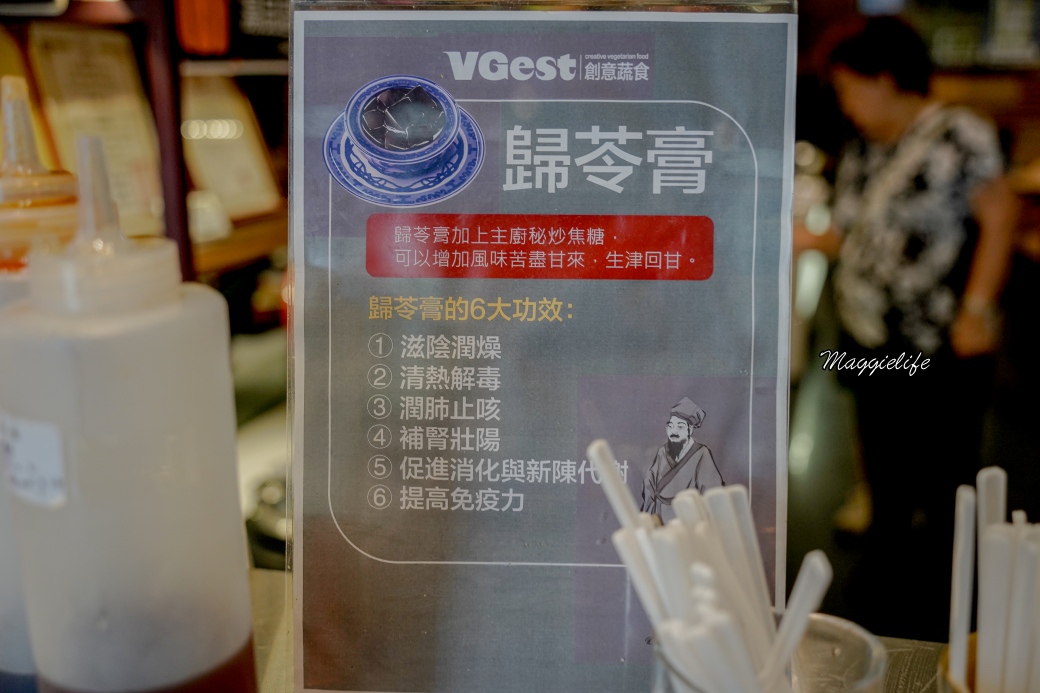 VGest
creative vegetarian food
創意蔬食
歸苓膏
歸苓膏加上主廚秘炒焦糖，
可以增加風味苦盡甘來，生津回甘。
歸苓膏的6大功效：
① 滋陰潤燥
② 清熱解毒
③ 潤肺止咳
④ 補腎壯陽
⑤ 促進消化與新陳代謝
⑥ 提高免疫力
Maggielife